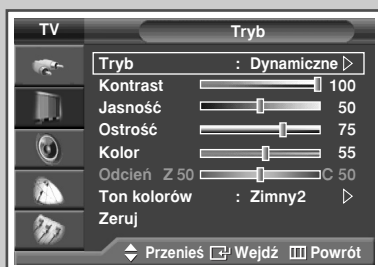 TV Tryb
Tryb : Dynamiczne
Kontrast 100
Jasność 50
Ostrość 75
Kolor 55
Odcień Z 50 C 50
Ton kolorów : Zimny2
Zeruj
Przenieś Wejdź Powrót